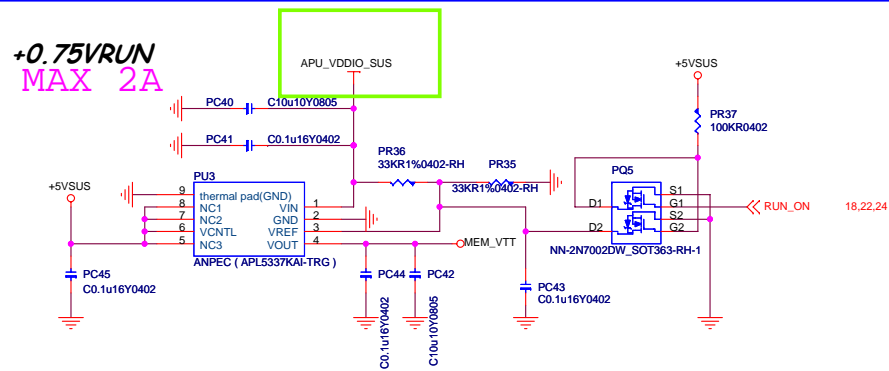 +0.75VRUN
MAX 2A
APU_VDDIO_SUS
+5VSUS
PC40
C10u10Y0805
PR37
100KR0402
PC41
C0.1u16Y0402
PR36
33KR1%0402-RH
PR35
33KR1%0402-RH
PU3
PQ5
+5VSUS
9
thermal pad(GND)
8
NC1
VIN
1
7
NC2
GND
2
6
VCNTL
VREF
3
5
NC3
VOUT
4
ANPEC ( APL5337KAI-TRG )
D1
S1
G1
D2
S2
G2
RUN_ON
18,22,24
NN-2N7002DW_SOT363-RH-1
MEM_VTT
PC45
C0.1u16Y0402
PC44
C0.1u16Y0402
PC42
C10u10Y0805
PC43
C0.1u16Y0402